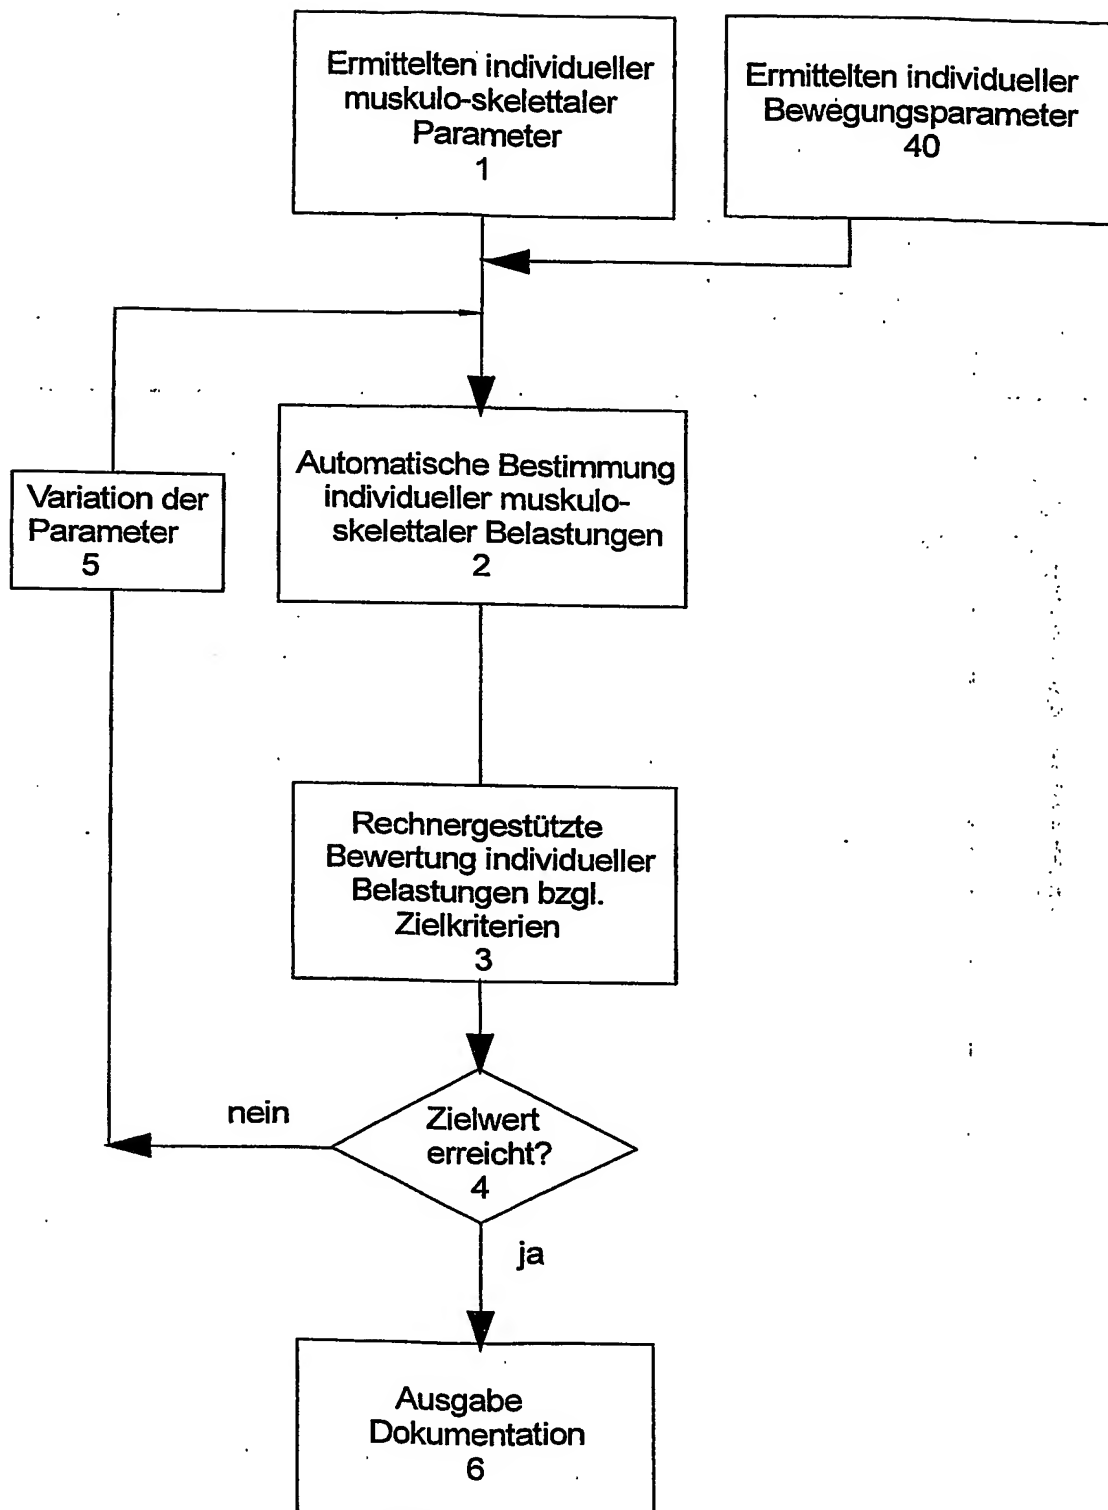 Ermittelten individueller
muskulo-skelettaler
Parameter
1
Ermittelten individueller
Bewegungsparameter
40
Automatische Bestimmung
individueller muskulo-
skelettaler Belastungen
2
Variation der
Parameter
5
Rechnergestützte
Bewertung individueller
Belastungen bzgl.
Zielkriterien
3
nein
Zielwert
erreicht?
4
ja
Ausgabe
Dokumentation
6